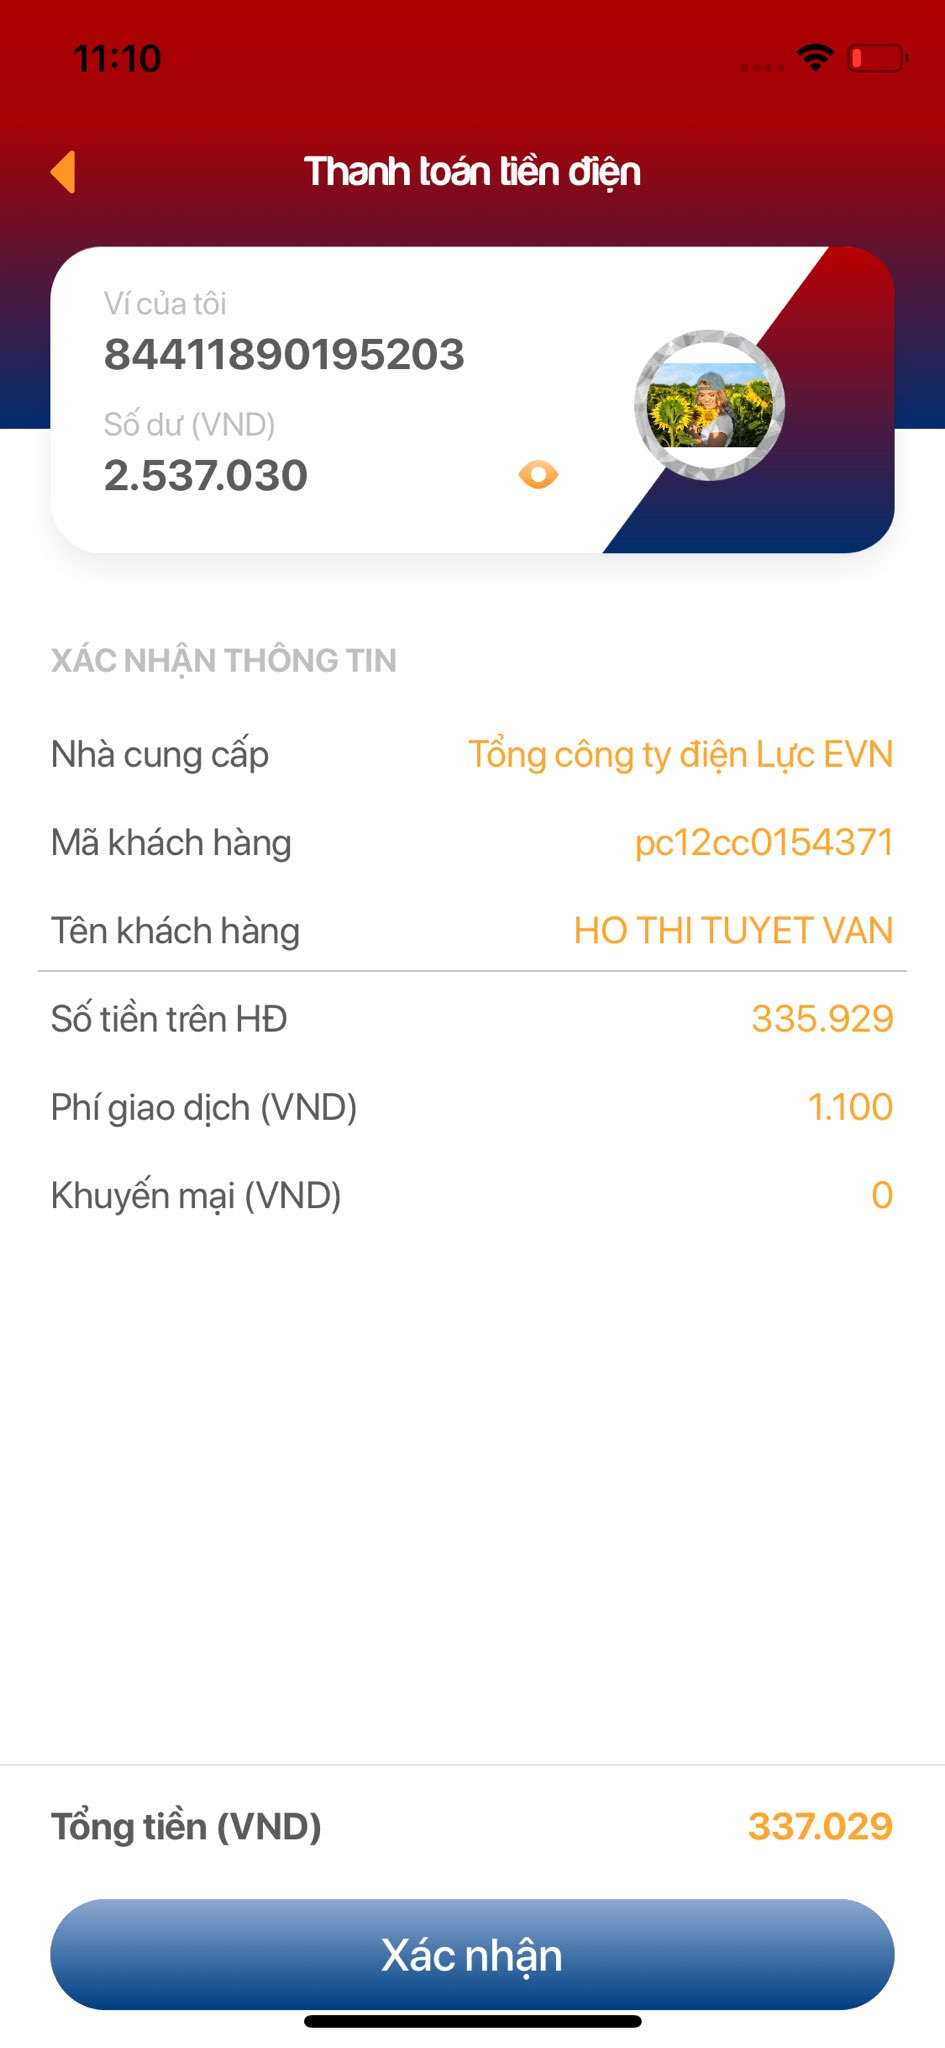 11:10
Thanh toán tiền điện
Ví của tôi
84411890195203
Số dư (VND)
2.537.030
XÁC NHẬN THÔNG TIN
Nhà cung cấp Tổng công ty điện Lực EVN
Mã khách hàng pc12cc0154371
Tên khách hàng HO THI TUYET VAN
Số tiền trên HĐ 335.929
Phí giao dịch (VND) 1.100
Khuyến mại (VND) 0
Tổng tiền (VND) 337.029
Xác nhận